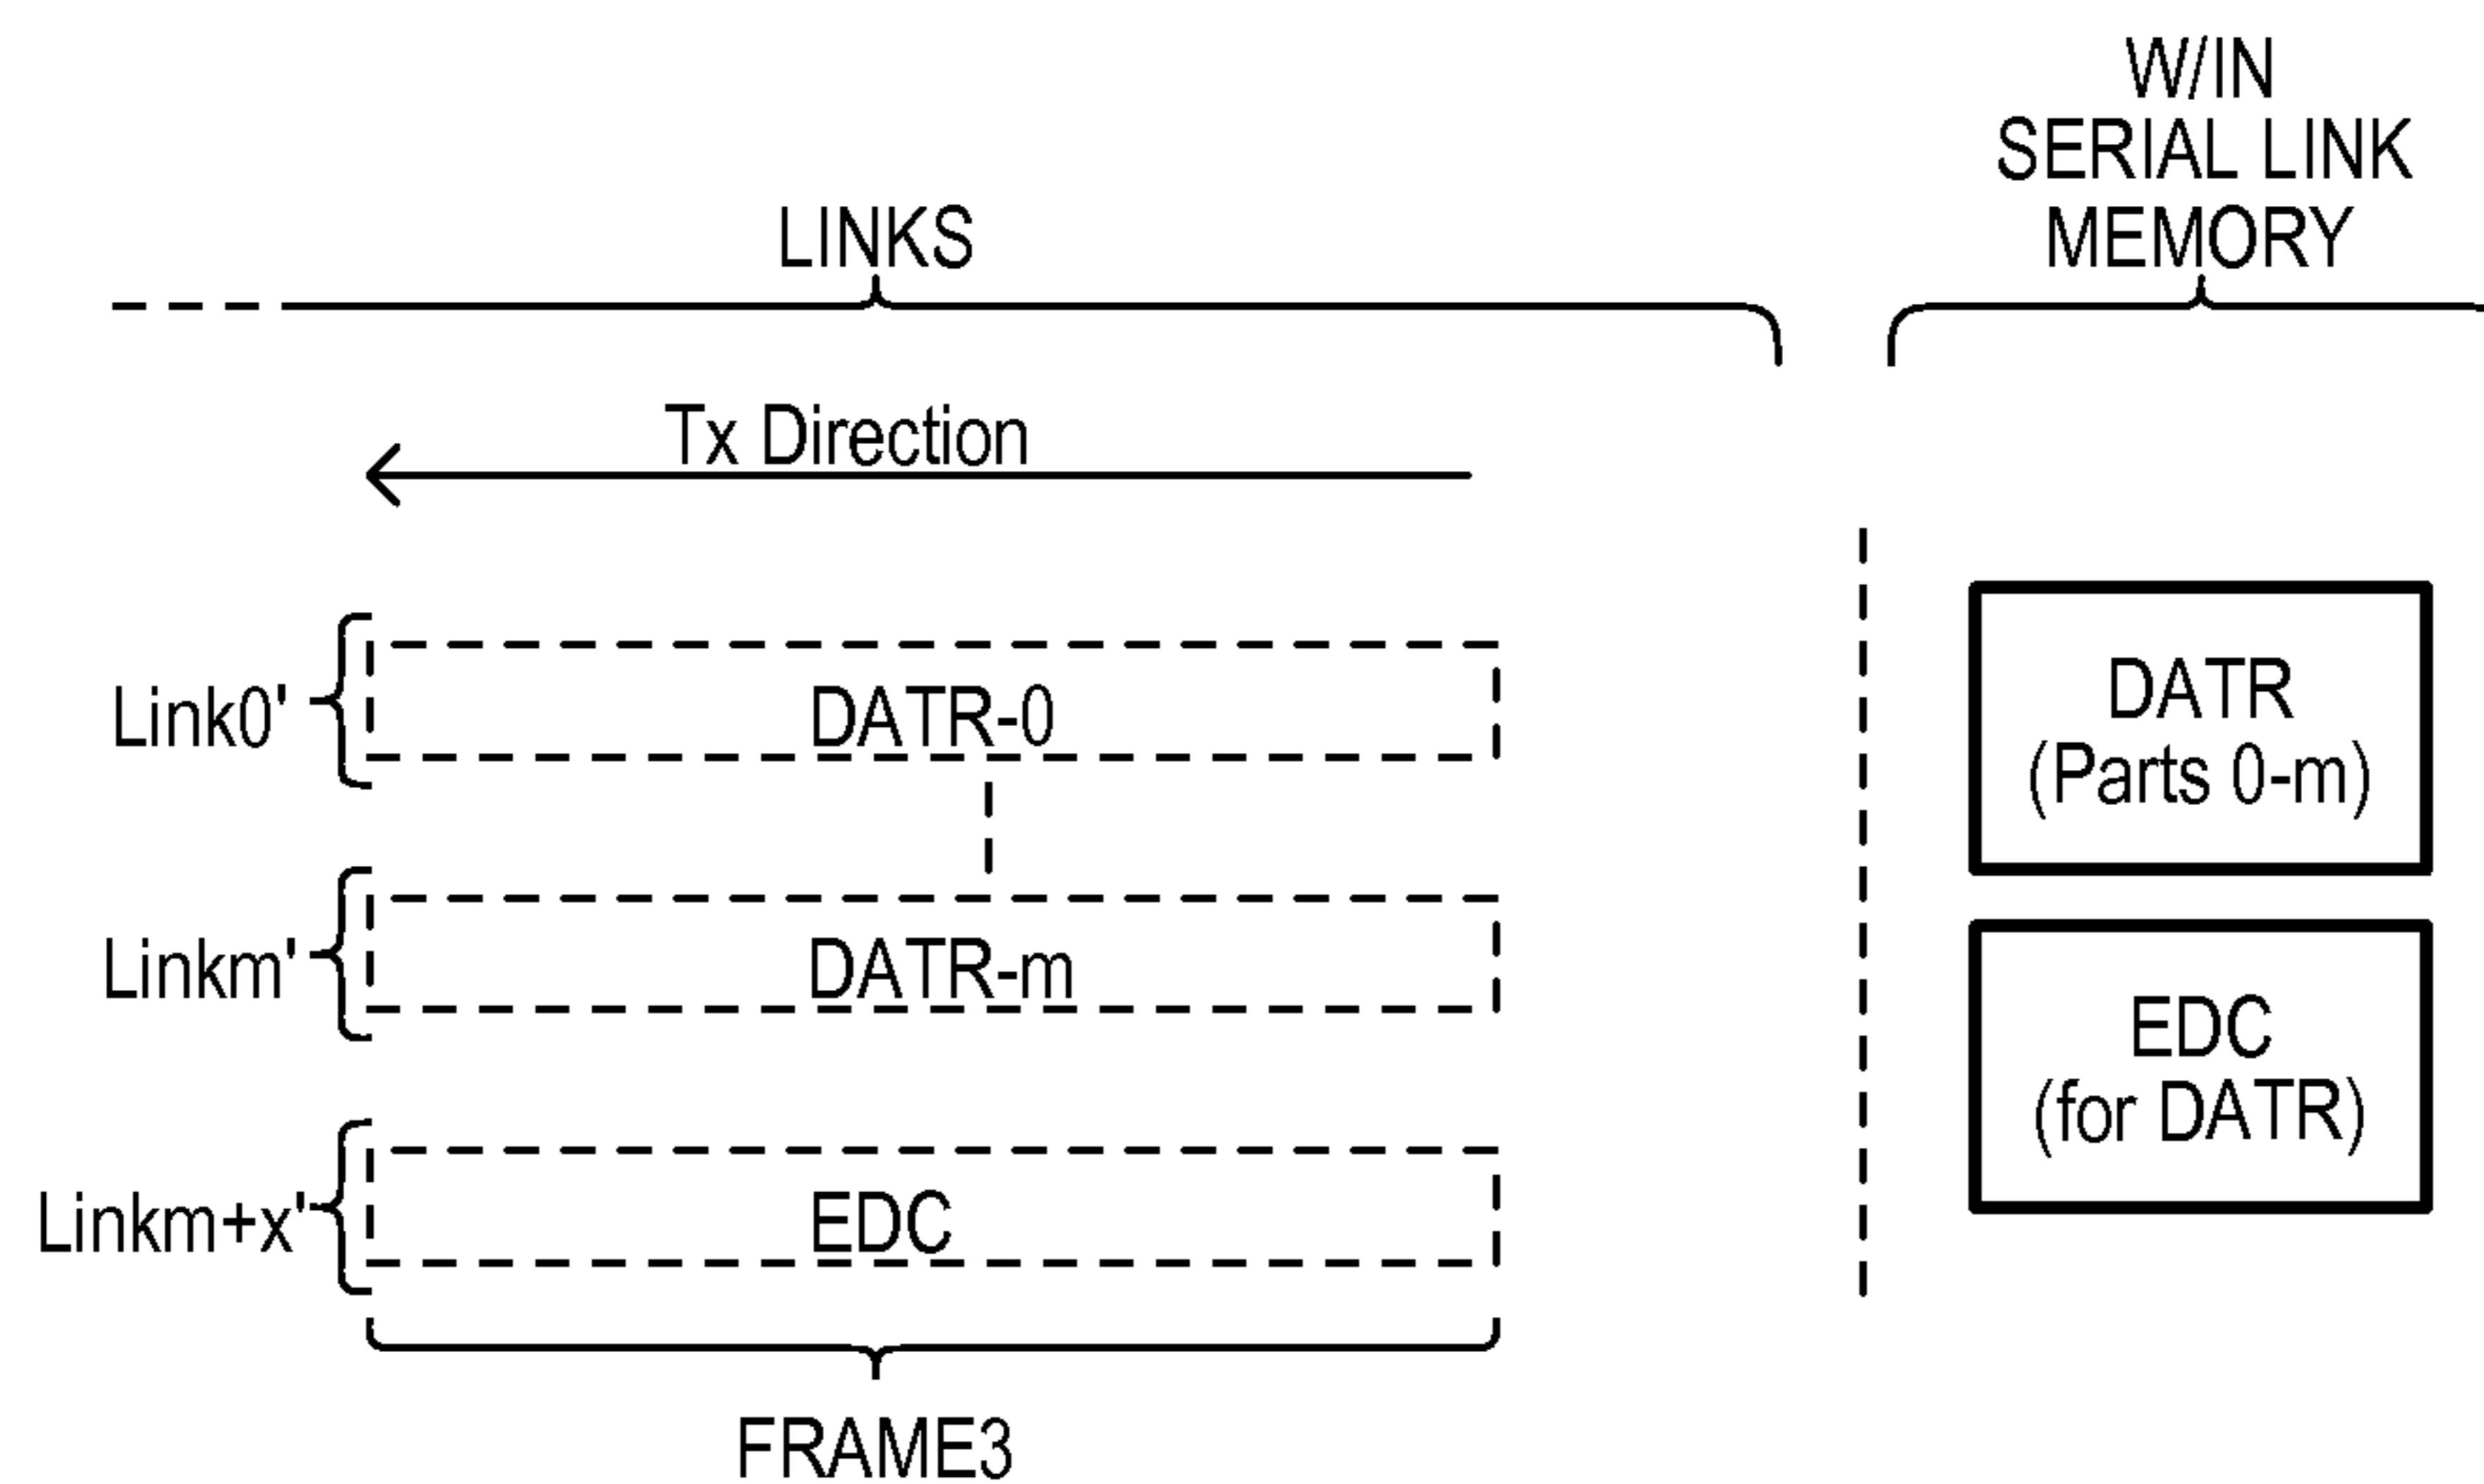 LINKS
W/IN
SERIAL LINK
MEMORY
Tx Direction
Link0'
DATR-0
Linkm'
DATR-m
Linkm+x'
EDC
FRAME3
DATR
(Parts 0-m)
EDC
(for DATR)